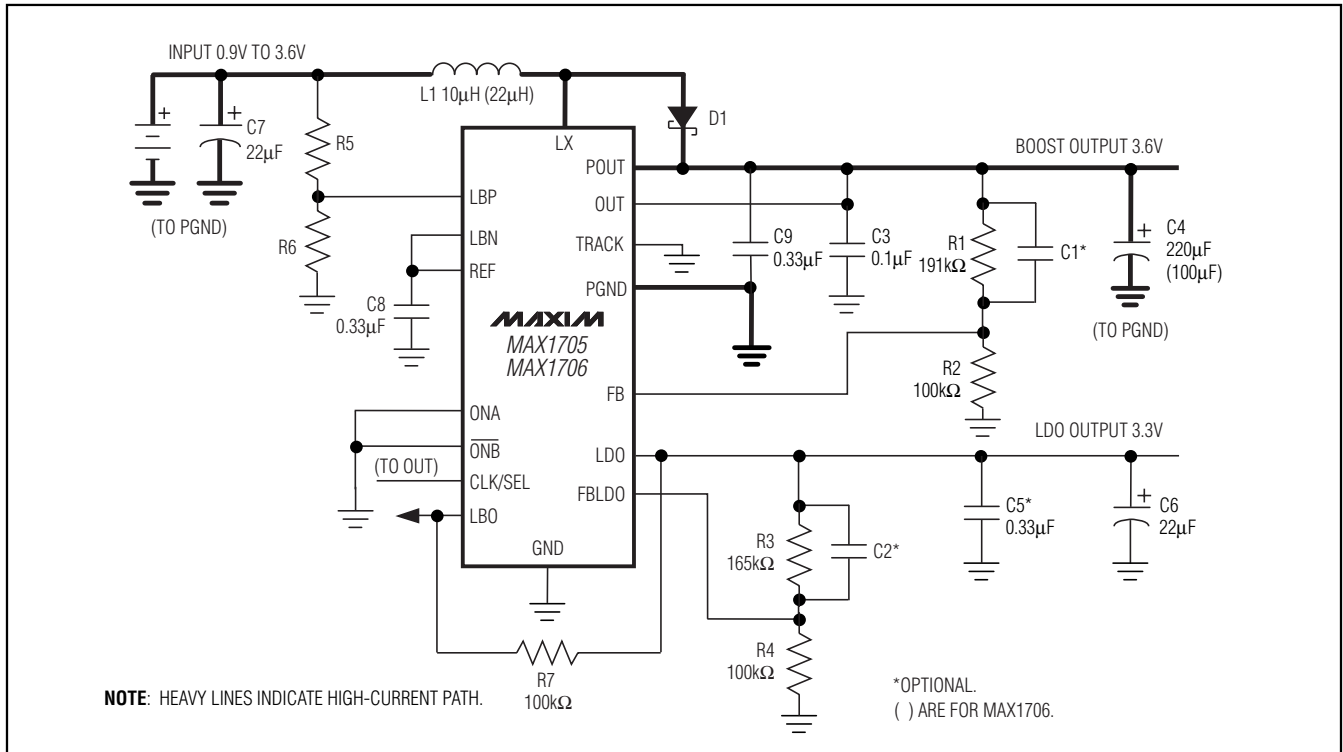 INPUT 0.9V TO 3.6V
L1 10µH (22µH)
D1
C7
22µF
R5
LX
POUT
BOOST OUTPUT 3.6V
(TO PGND)
LBP
OUT
R6
LBN
TRACK
C9
0.33µF
C3
0.1µF
R1
191kΩ
C1*
C4
220µF
(100µF)
REF
PGND
C8
0.33µF
MAXIM
MAX1705
MAX1706
(TO PGND)
FB
R2
100kΩ
ONA
ONB
LDO
LDO OUTPUT 3.3V
(TO OUT)
CLK/SEL
FBLDO
LBO
C5*
0.33µF
C6
22µF
GND
R3
165kΩ
C2*
R7
100kΩ
R4
100kΩ
NOTE: HEAVY LINES INDICATE HIGH-CURRENT PATH.
*OPTIONAL.
( ) ARE FOR MAX1706.